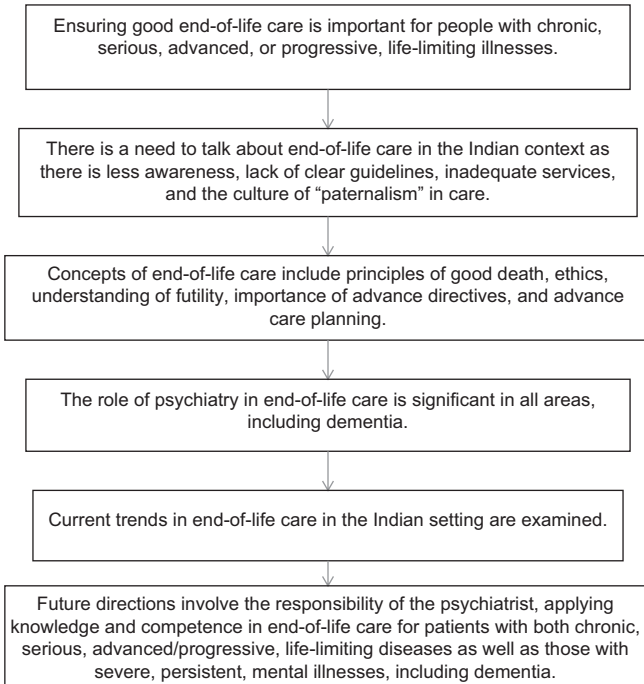 Ensuring good end-of-life care is important for people with chronic,
serious, advanced, or progressive, life-limiting illnesses.
There is a need to talk about end-of-life care in the Indian context as
there is less awareness, lack of clear guidelines, inadequate services,
and the culture of “paternalism” in care.
Concepts of end-of-life care include principles of good death, ethics,
understanding of futility, importance of advance directives, and advance
care planning.
The role of psychiatry in end-of-life care is significant in all areas,
including dementia.
Current trends in end-of-life care in the Indian setting are examined.
Future directions involve the responsibility of the psychiatrist, applying
knowledge and competence in end-of-life care for patients with both chronic,
serious, advanced/progressive, life-limiting diseases as well as those with
severe, persistent, mental illnesses, including dementia.